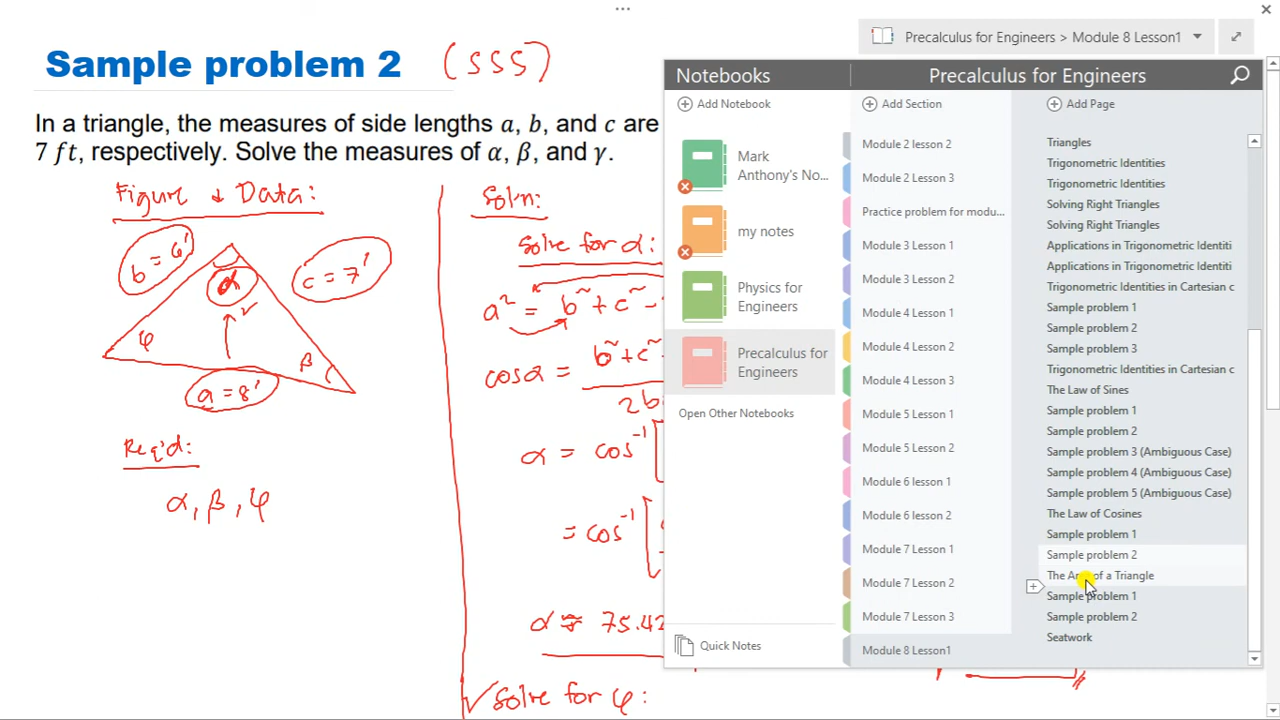 Precalculus for Engineers > Module 8 Lesson1
Sample problem 2 (SSS)
In a triangle, the measures of side lengths a, b, and c are
7 ft, respectively. Solve the measures of α, β, and γ.
Figure & Data:
b = 6'
c = 7'
α
φ
β
a = 8'
Req'd:
α, β, φ
Sol'n:
Solve for α:
a² = b² + c² -
cosα = b² + c² -
2b
α = cos⁻¹ [
= cos⁻¹ [
α ≈ 75.42
Solve for φ:
Notebooks
Add Notebook
Mark
Anthony's No...
my notes
Physics for
Engineers
Precalculus for
Engineers
Open Other Notebooks
Quick Notes
Precalculus for Engineers
Add Section
Module 2 lesson 2
Module 2 Lesson 3
Practice problem for modu...
Module 3 Lesson 1
Module 3 Lesson 2
Module 4 Lesson 1
Module 4 Lesson 2
Module 4 Lesson 3
Module 5 Lesson 1
Module 5 Lesson 2
Module 6 lesson 1
Module 6 lesson 2
Module 7 Lesson 1
Module 7 Lesson 2
Module 7 Lesson 3
Module 8 Lesson1
Add Page
Triangles
Trigonometric Identities
Trigonometric Identities
Solving Right Triangles
Solving Right Triangles
Applications in Trigonometric Identiti
Applications in Trigonometric Identiti
Trigonometric Identities in Cartesian c
Sample problem 1
Sample problem 2
Sample problem 3
Trigonometric Identities in Cartesian c
The Law of Sines
Sample problem 1
Sample problem 2
Sample problem 3 (Ambiguous Case)
Sample problem 4 (Ambiguous Case)
Sample problem 5 (Ambiguous Case)
The Law of Cosines
Sample problem 1
Sample problem 2
The Area of a Triangle
Sample problem 1
Sample problem 2
Seatwork